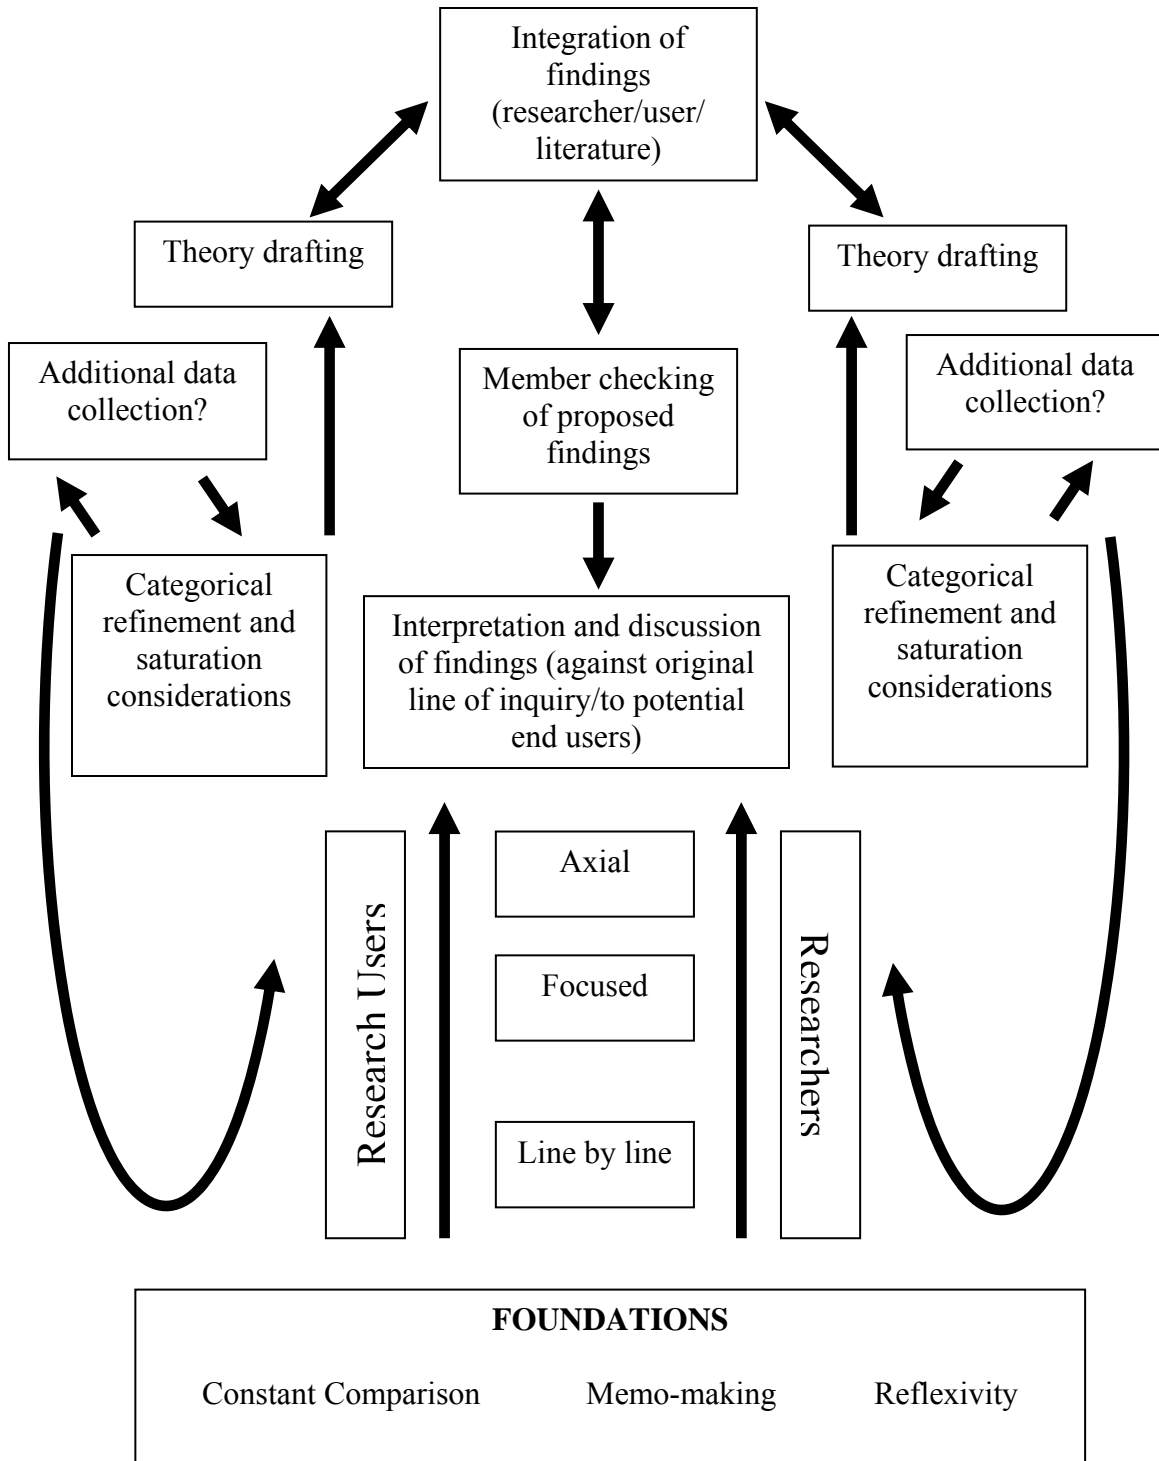 Integration of
findings
(researcher/user/
literature)
Theory drafting
Theory drafting
Additional data
collection?
Member checking
of proposed
findings
Additional data
collection?
Categorical
refinement and
saturation
considerations
Interpretation and discussion
of findings (against original
line of inquiry/to potential
end users)
Categorical
refinement and
saturation
considerations
Research Users
Axial
Focused
Line by line
Researchers
FOUNDATIONS
Constant Comparison Memo-making Reflexivity